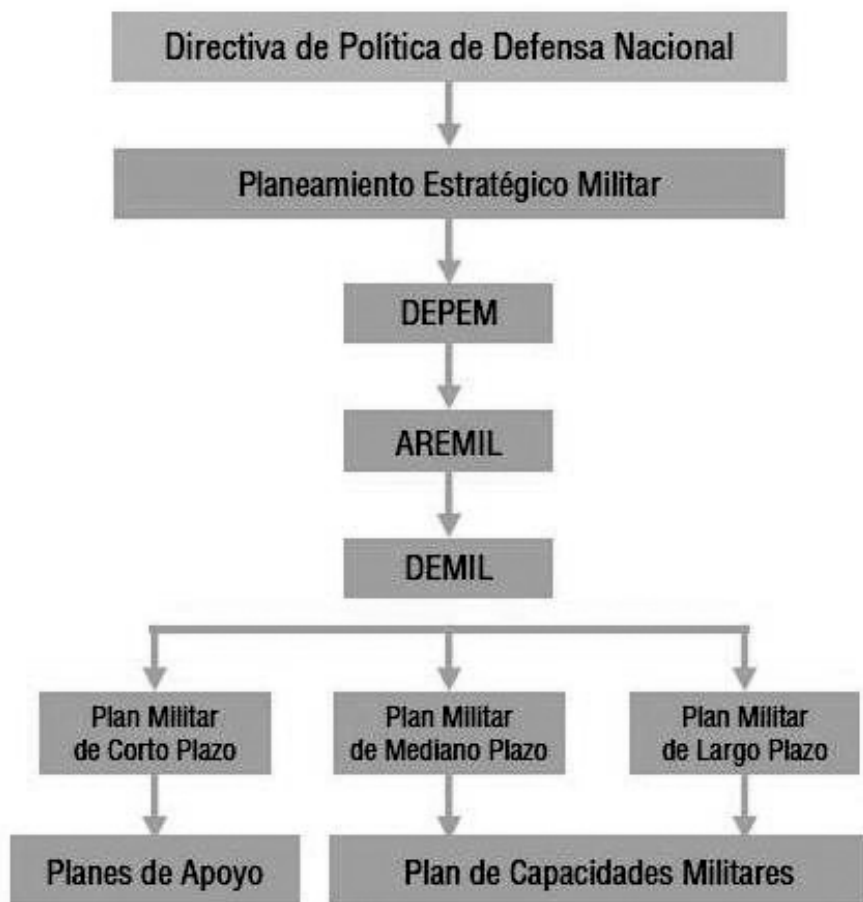 Directiva de Política de Defensa Nacional
Planeamiento Estratégico Militar
DEPEM
AREMIL
DEMIL
Plan Militar
de Corto Plazo
Plan Militar
de Mediano Plazo
Plan Militar
de Largo Plazo
Planes de Apoyo
Plan de Capacidades Militares